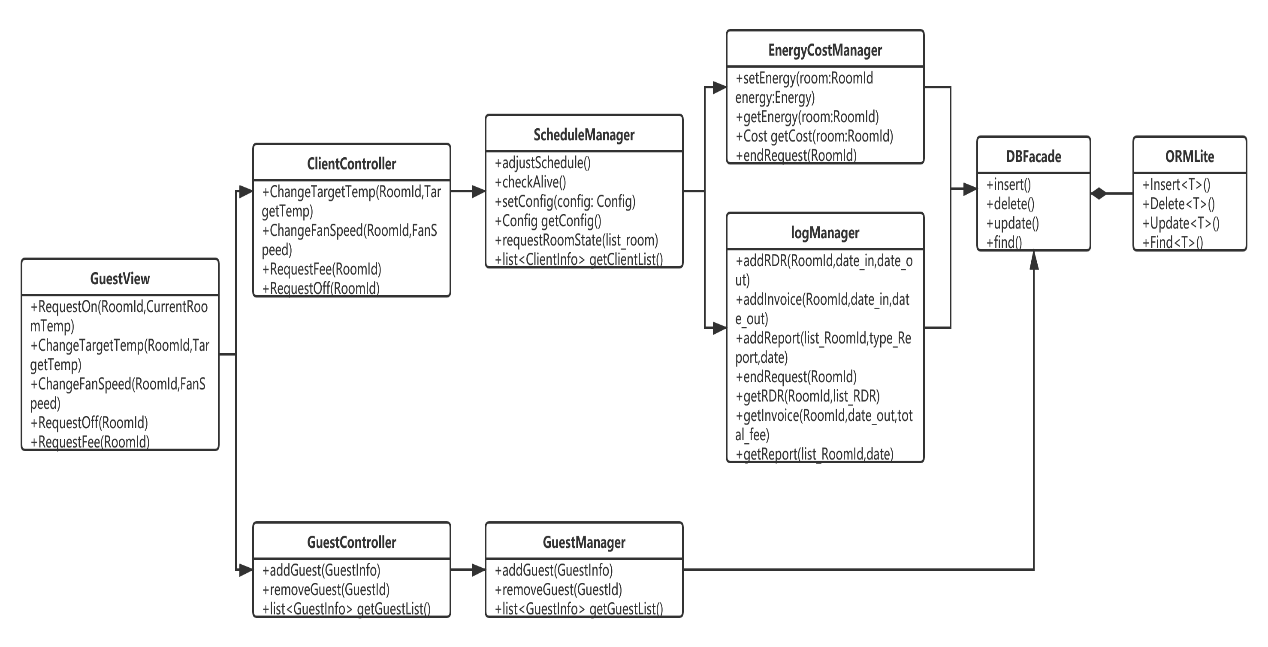 EnergyCostManager
+setEnergy(room:RoomId
energy:Energy)
+getEnergy(room:RoomId)
+Cost getCost(room:RoomId)
+endRequest(RoomId)
ScheduleManager
+adjustSchedule()
+checkAlive()
+setConfig(config: Config)
+Config getConfig()
+requestRoomState(list_room)
+list<ClientInfo> getClientList()
DBFacade
+insert()
+delete()
+update()
+find()
ORMLite
+Insert<T>()
+Delete<T>()
+Update<T>()
+Find<T>()
ClientController
+ChangeTargetTemp(RoomId,Tar
getTemp)
+ChangeFanSpeed(RoomId,FanS
peed)
+RequestFee(RoomId)
+RequestOff(RoomId)
logManager
+addRDR(RoomId,date_in,date_o
ut)
+addInvoice(RoomId,date_in,dat
e_out)
+addReport(list_RoomId,type_Re
port,date)
+endRequest(RoomId)
+getRDR(RoomId,list_RDR)
+getInvoice(RoomId,date_out,tot
al_fee)
+getReport(list_RoomId,date)
GuestView
+RequestOn(RoomId,CurrentRoo
mTemp)
+ChangeTargetTemp(RoomId,Tar
getTemp)
+ChangeFanSpeed(RoomId,FanS
peed)
+RequestOff(RoomId)
+RequestFee(RoomId)
GuestController
+addGuest(GuestInfo)
+removeGuest(GuestId)
+list<GuestInfo> getGuestList()
GuestManager
+addGuest(GuestInfo)
+removeGuest(GuestId)
+list<GuestInfo> getGuestList()